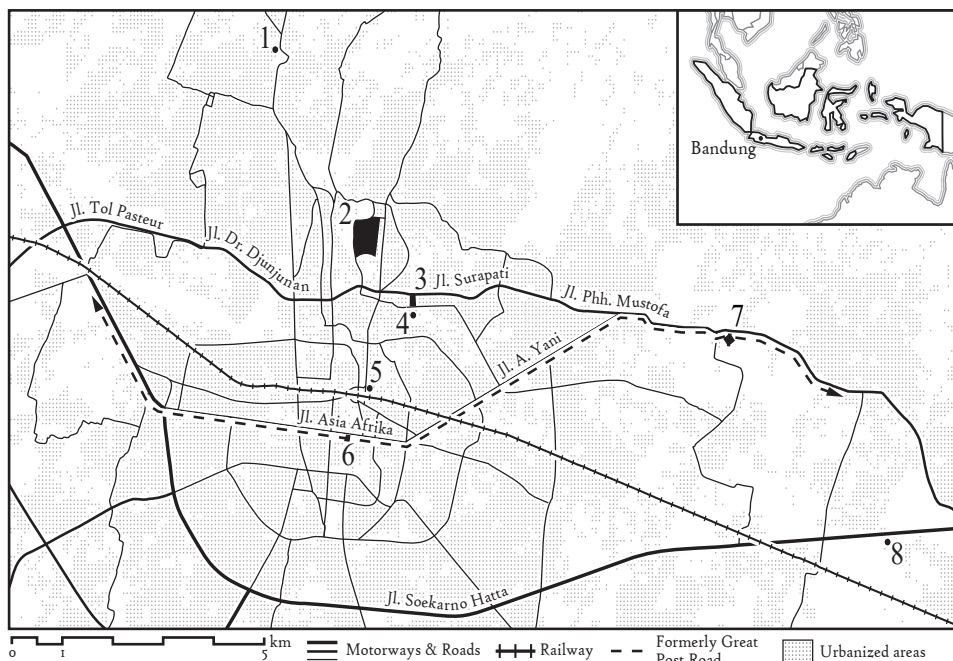 1
Bandung
2
Jl. Tol Pasteur
Jl. Dr. Djunjunan
3
Jl. Surapati
Jl. Phh. Mustofa
4
7
Jl. A. Yani
5
Jl. Asia Afrika
6
8
Jl. Soekarno Hatta
km
0 1 5
Motorways & Roads
Railway
Formerly Great
Post Road
Urbanized areas